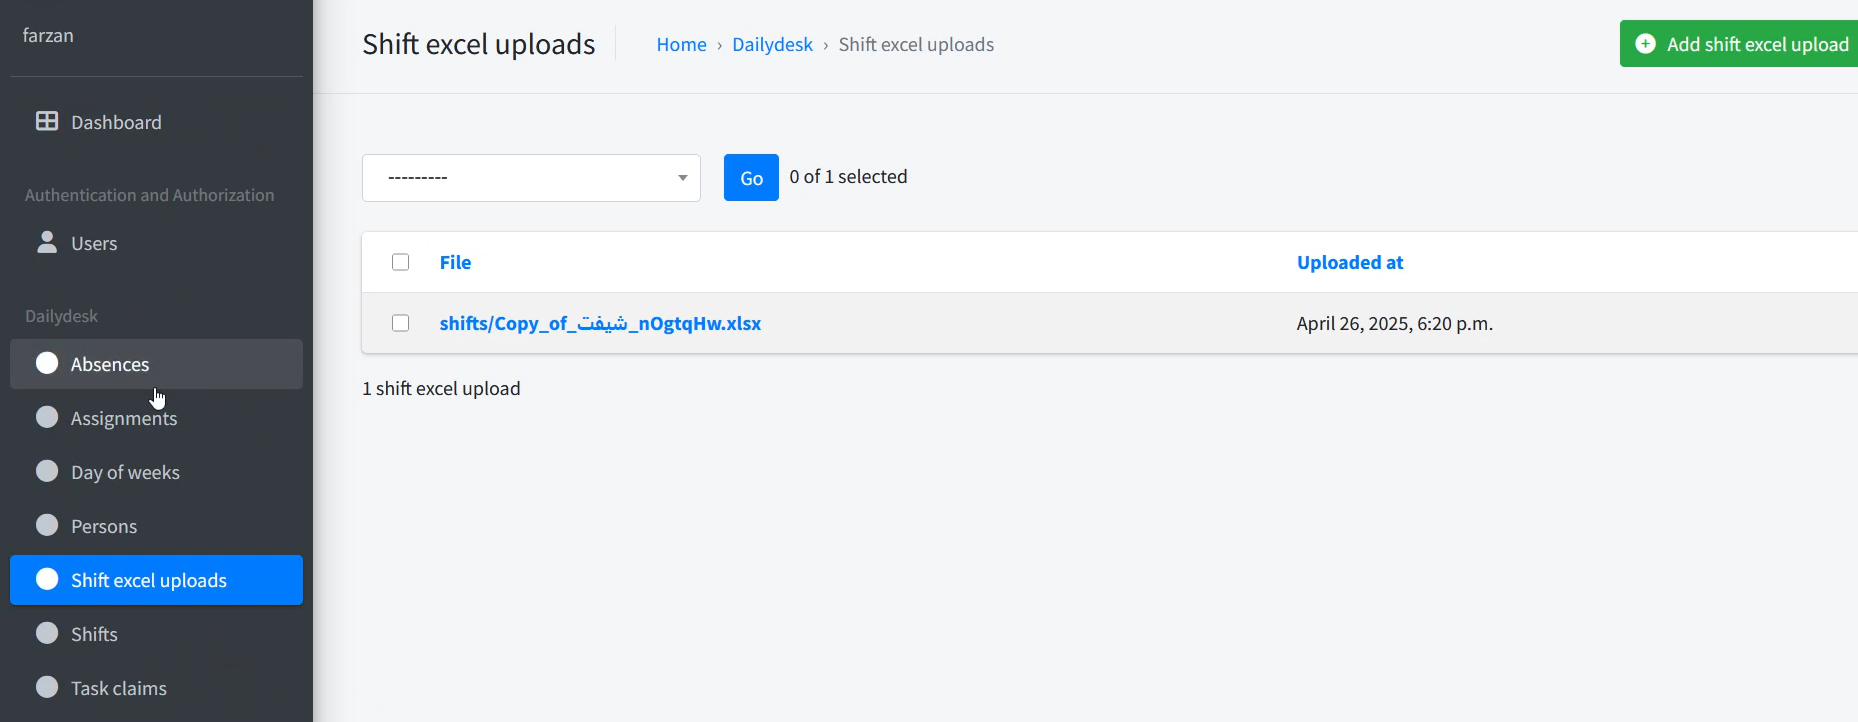 farzan
Dashboard
Authentication and Authorization
Users
Dailydesk
Absences
Assignments
Day of weeks
Persons
Shift excel uploads
Shifts
Task claims
Shift excel uploads
Home › Dailydesk › Shift excel uploads
Add shift excel upload
---------
Go
0 of 1 selected
File Uploaded at
shifts/Copy_of_شیفت_nOgtqHw.xlsx April 26, 2025, 6:20 p.m.
1 shift excel upload